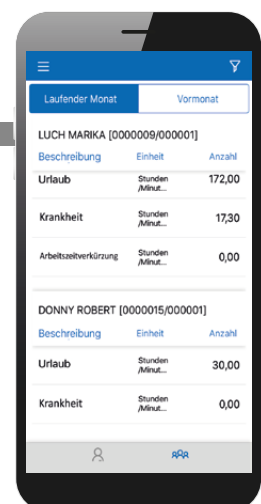 Laufender Monat Vormonat
LUCH MARIKA [0000009/000001]
Beschreibung Einheit Anzahl
Urlaub Stunden /Minut... 172,00
Krankheit Stunden /Minut... 17,30
Arbeitszeitverkürzung Stunden /Minut... 0,00
DONNY ROBERT [0000015/000001]
Beschreibung Einheit Anzahl
Urlaub Stunden /Minut... 30,00
Krankheit Stunden /Minut... 0,00